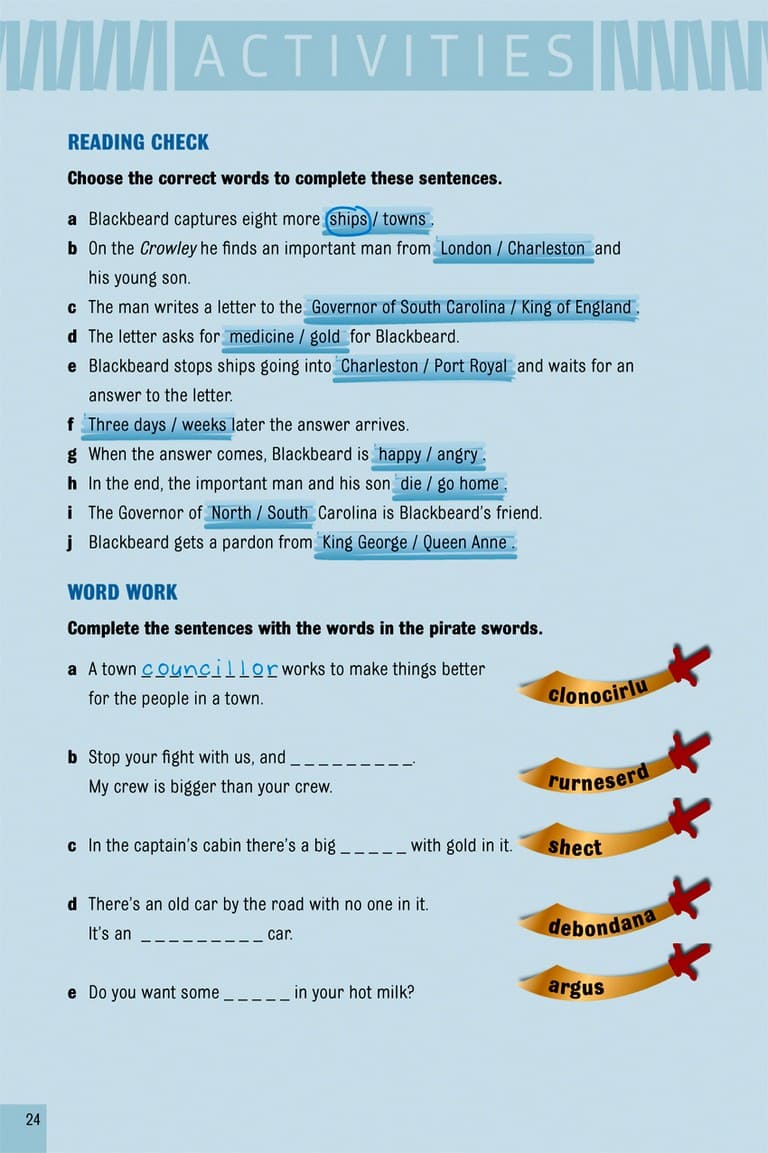 ACTIVITIES
READING CHECK
Choose the correct words to complete these sentences.
a Blackbeard captures eight more ships / towns .
b On the Crowley he finds an important man from London / Charleston and
his young son.
c The man writes a letter to the Governor of South Carolina / King of England .
d The letter asks for medicine / gold for Blackbeard.
e Blackbeard stops ships going into Charleston / Port Royal and waits for an
answer to the letter.
f Three days / weeks later the answer arrives.
g When the answer comes, Blackbeard is happy / angry .
h In the end, the important man and his son die / go home .
i The Governor of North / South Carolina is Blackbeard's friend.
j Blackbeard gets a pardon from King George / Queen Anne .
WORD WORK
Complete the sentences with the words in the pirate swords.
a A town councillor works to make things better
for the people in a town.
clonocirlu
b Stop your fight with us, and _ _ _ _ _ _ _ _ _.
My crew is bigger than your crew.
rurneserd
c In the captain's cabin there's a big _ _ _ _ _ with gold in it.
shect
d There's an old car by the road with no one in it.
It's an _ _ _ _ _ _ _ _ _ car.
debondana
e Do you want some _ _ _ _ _ in your hot milk?
argus
24